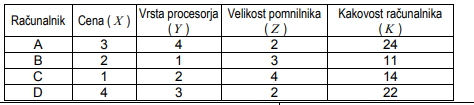 Računalnik Cena ( X ) Vrsta procesorja ( Y ) Velikost pomnilnika ( Z ) Kakovost računalnika ( K )
A 3 4 2 24
B 2 1 3 11
C 1 2 4 14
D 4 3 2 22